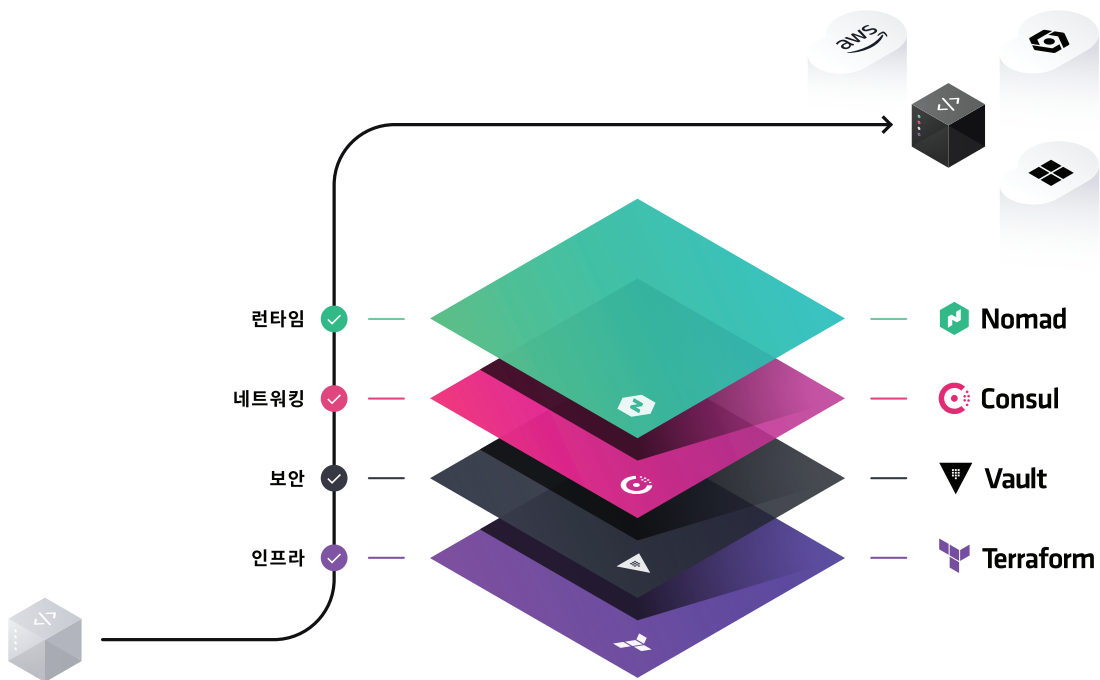 aws
</>
런타임
Nomad
네트워킹
Consul
보안
Vault
인프라
Terraform
</>